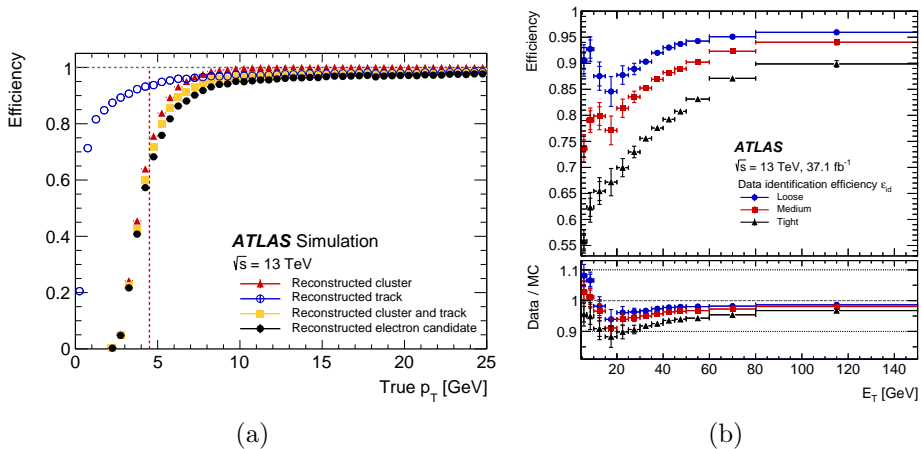 Efficiency
1
0.8
0.6
0.4
0.2
0
ATLAS Simulation
√s = 13 TeV
Reconstructed cluster
Reconstructed track
Reconstructed cluster and track
Reconstructed electron candidate
0 5 10 15 20 25
True p_T [GeV]
(a)
Efficiency
1
0.95
0.9
0.85
0.8
0.75
0.7
0.65
0.6
0.55
ATLAS
√s = 13 TeV, 37.1 fb⁻¹
Data identification efficiency ε_id
Loose
Medium
Tight
Data / MC
1.1
1
0.9
20 40 60 80 100 120 140
E_T [GeV]
(b)